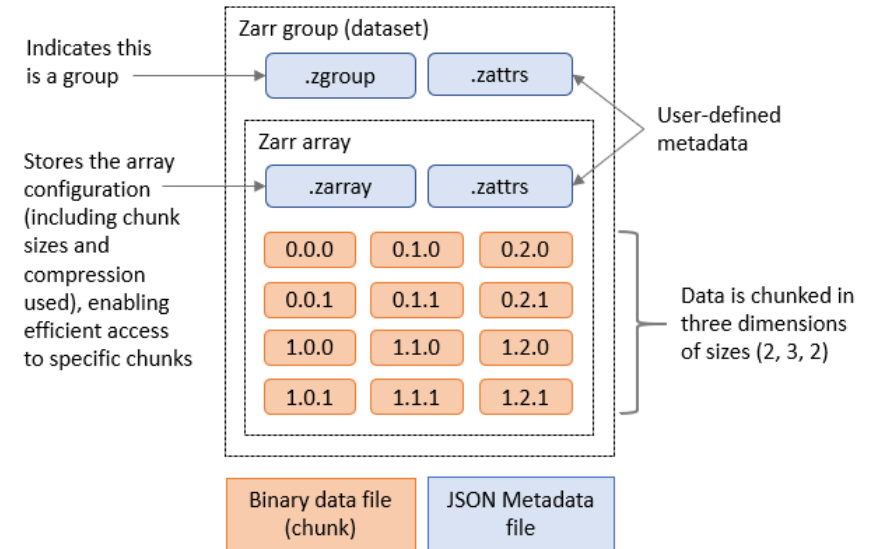 Zarr group (dataset)
Indicates this
is a group
.zgroup
.zattrs
User-defined
metadata
Zarr array
Stores the array
configuration
(including chunk
sizes and
compression
used), enabling
efficient access
to specific chunks
.zarray
.zattrs
0.0.0
0.1.0
0.2.0
0.0.1
0.1.1
0.2.1
1.0.0
1.1.0
1.2.0
1.0.1
1.1.1
1.2.1
Data is chunked in
three dimensions
of sizes (2, 3, 2)
Binary data file
(chunk)
JSON Metadata
file